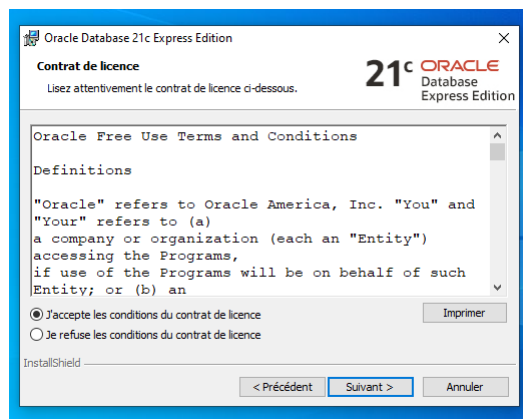 Oracle Database 21c Express Edition
Contrat de licence
Lisez attentivement le contrat de licence ci-dessous.
21c ORACLE
Database
Express Edition
Oracle Free Use Terms and Conditions
Definitions
"Oracle" refers to Oracle America, Inc. "You" and
"Your" refers to (a)
a company or organization (each an "Entity")
accessing the Programs,
if use of the Programs will be on behalf of such
Entity; or (b) an
J'accepte les conditions du contrat de licence
Imprimer
Je refuse les conditions du contrat de licence
InstallShield
< Précédent
Suivant >
Annuler